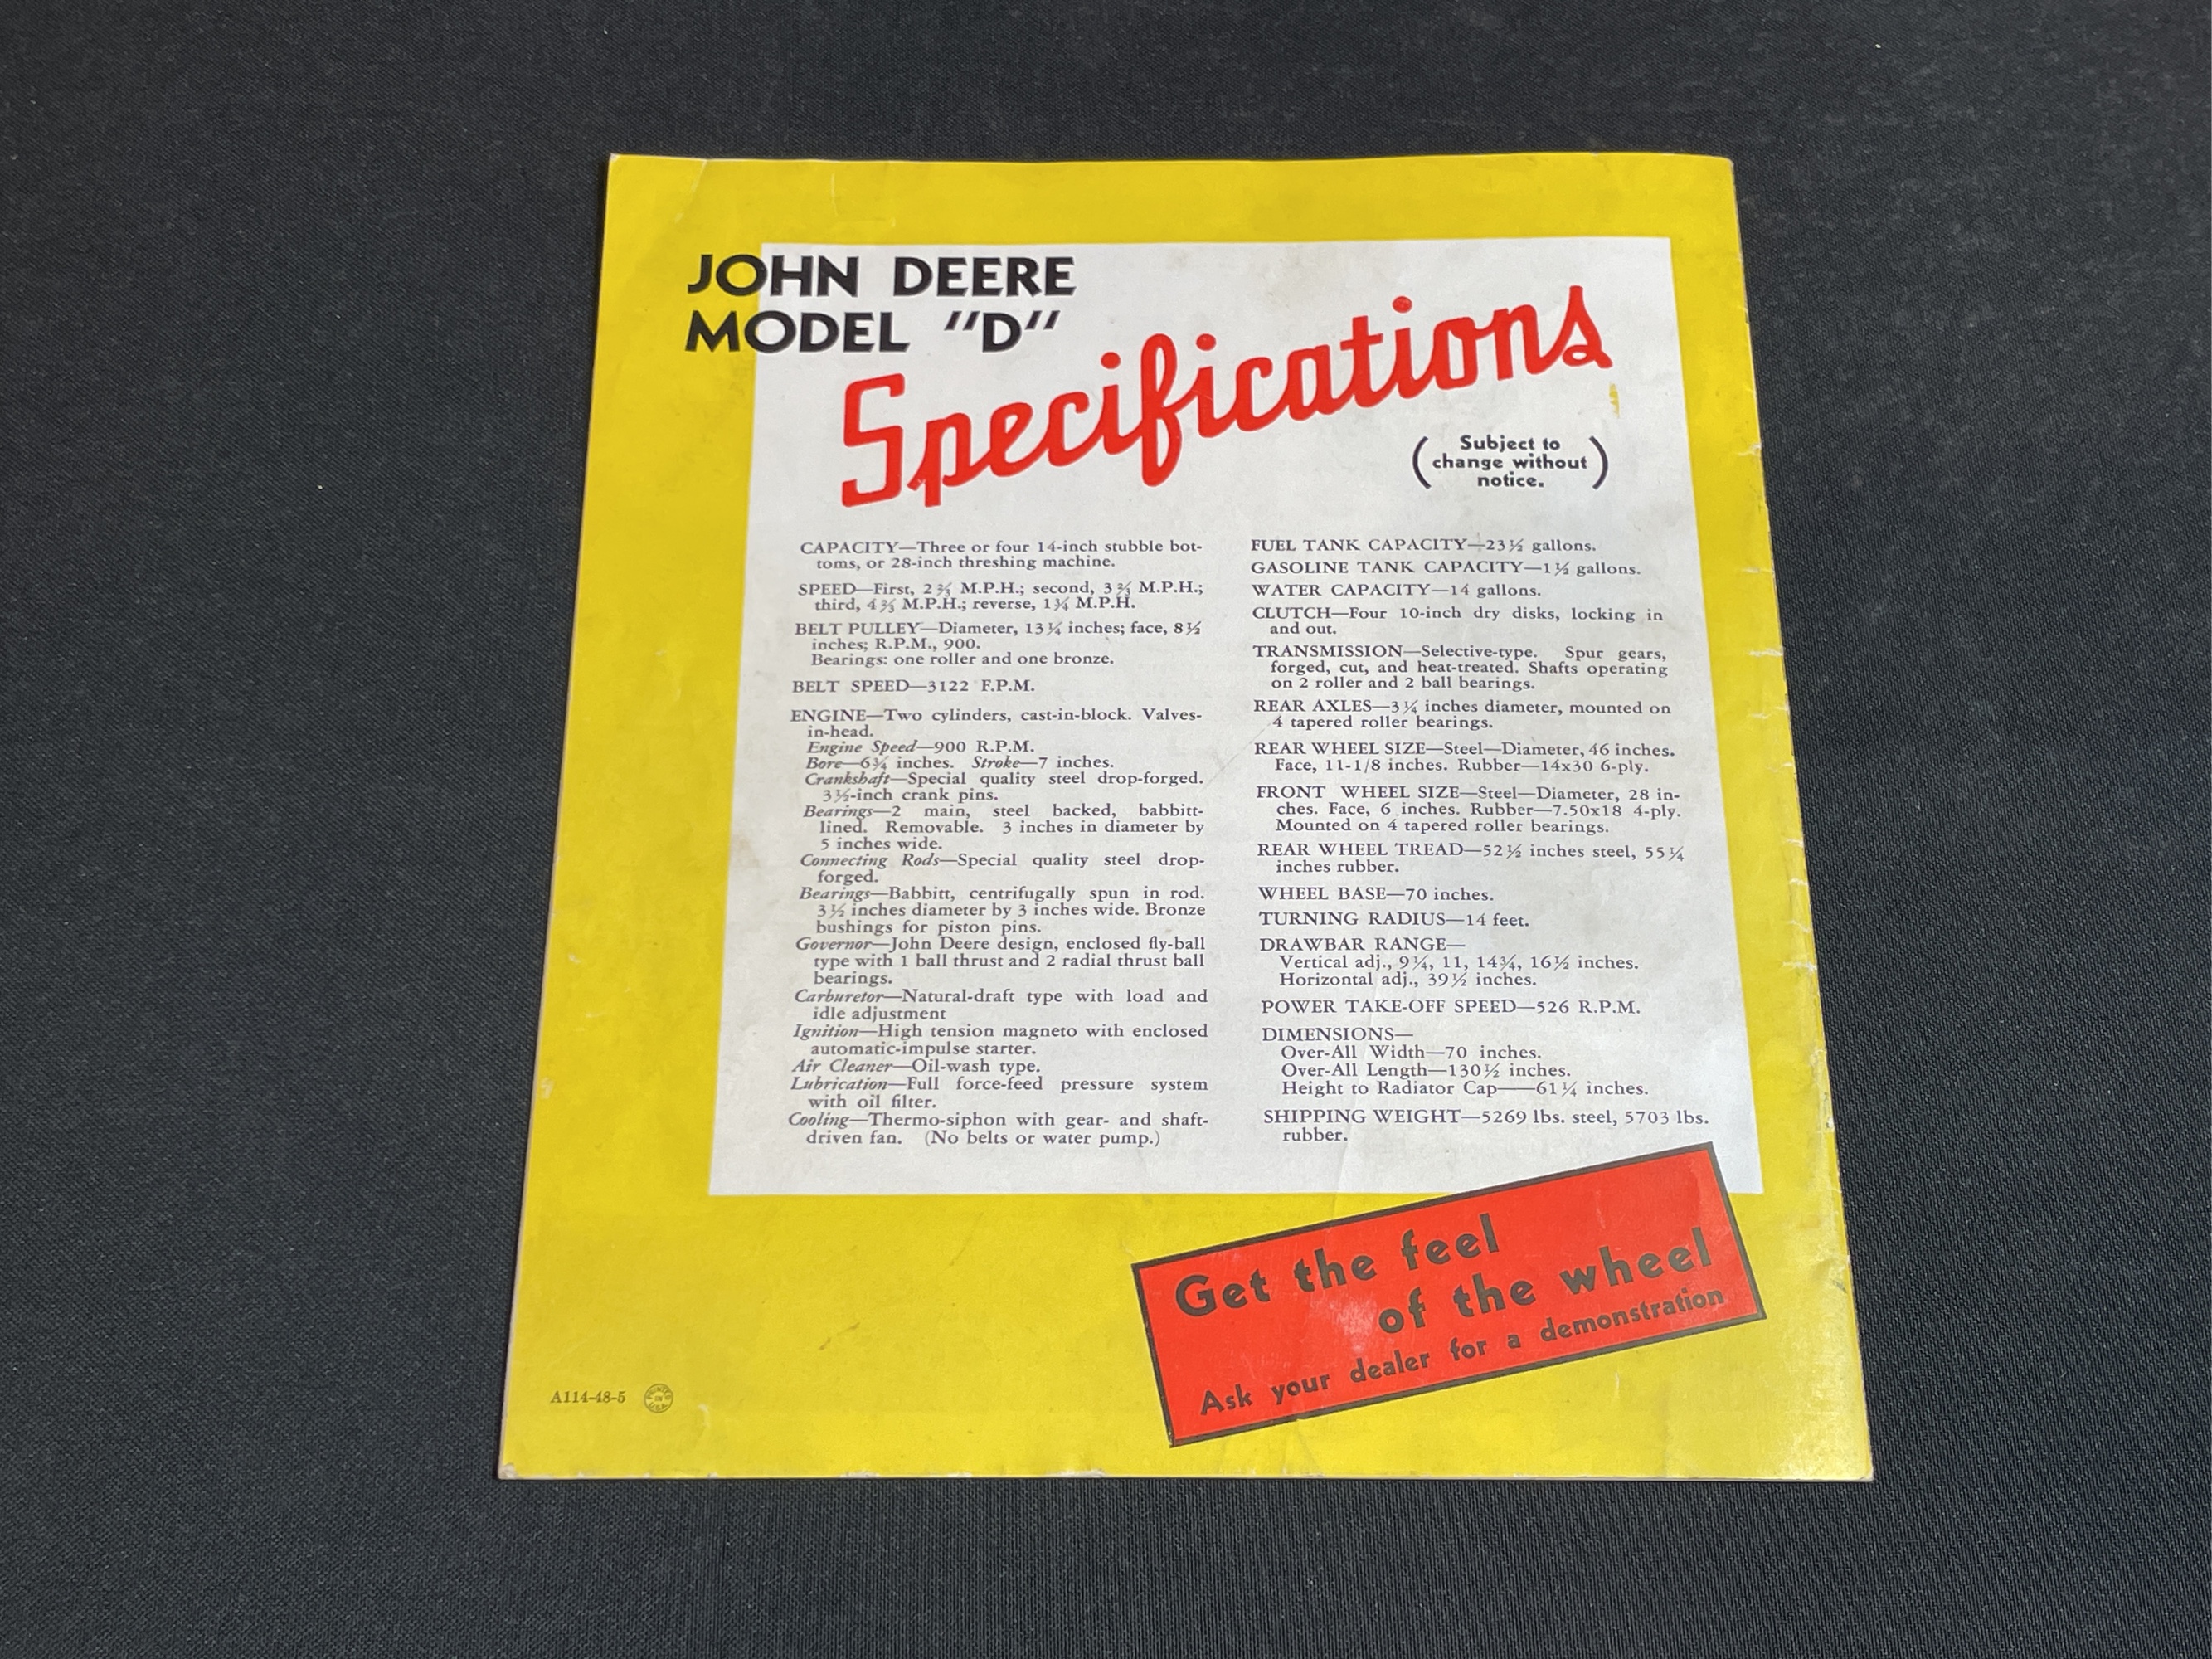 JOHN DEERE
MODEL "D"
Specifications
(Subject to
change without
notice.)
CAPACITY—Three or four 14-inch stubble bot-
toms, or 28-inch threshing machine.
SPEED—First, M.P.H.; second, M.P.H.;
third, M.P.H.; reverse, 1¾ M.P.H.
BELT PULLEY—Diameter, 13¼ inches; face, 8½
inches; R.P.M., 900.
Bearings: one roller and one bronze.
BELT SPEED—3122 F.P.M.
ENGINE—Two cylinders, cast-in-block. Valves-
in-head.
Engine Speed—900 R.P.M.
Bore—6¾ inches. Stroke—7 inches.
Crankshaft—Special quality steel drop-forged.
3½-inch crank pins.
Bearings—2 main, steel backed, babbitt-
lined. Removable. 3 inches in diameter by
5 inches wide.
Connecting Rods—Special quality steel drop-
forged.
Bearings—Babbitt, centrifugally spun in rod.
3½ inches diameter by 3 inches wide. Bronze
bushings for piston pins.
Governor—John Deere design, enclosed fly-ball
type with 1 ball thrust and 2 radial thrust ball
bearings.
Carburetor—Natural-draft type with load and
idle adjustment
Ignition—High tension magneto with enclosed
automatic-impulse starter.
Air Cleaner—Oil-wash type.
Lubrication—Full force-feed pressure system
with oil filter.
Cooling—Thermo-siphon with gear- and shaft-
driven fan. (No belts or water pump.)
FUEL TANK CAPACITY—23½ gallons.
GASOLINE TANK CAPACITY—1½ gallons.
WATER CAPACITY—14 gallons.
CLUTCH—Four 10-inch dry disks, locking in
and out.
TRANSMISSION—Selective-type. Spur gears,
forged, cut, and heat-treated. Shafts operating
on 2 roller and 2 ball bearings.
REAR AXLES—3¼ inches diameter, mounted on
4 tapered roller bearings.
REAR WHEEL SIZE—Steel—Diameter, 46 inches.
Face, 11-1/8 inches. Rubber—14x30 6-ply.
FRONT WHEEL SIZE—Steel—Diameter, 28 in-
ches. Face, 6 inches. Rubber—7.50x18 4-ply.
Mounted on 4 tapered roller bearings.
REAR WHEEL TREAD—52½ inches steel, 55¼
inches rubber.
WHEEL BASE—70 inches.
TURNING RADIUS—14 feet.
DRAWBAR RANGE—
Vertical adj., 9¼, 11, 14¾, 16½ inches.
Horizontal adj., 39½ inches.
POWER TAKE-OFF SPEED—526 R.P.M.
DIMENSIONS—
Over-All Width—70 inches.
Over-All Length—130½ inches.
Height to Radiator Cap——61¼ inches.
SHIPPING WEIGHT—5269 lbs. steel, 5703 lbs.
rubber.
Get the feel
of the wheel
Ask your dealer for a demonstration
A114-48-5
PRINTED
IN
U.S.A.